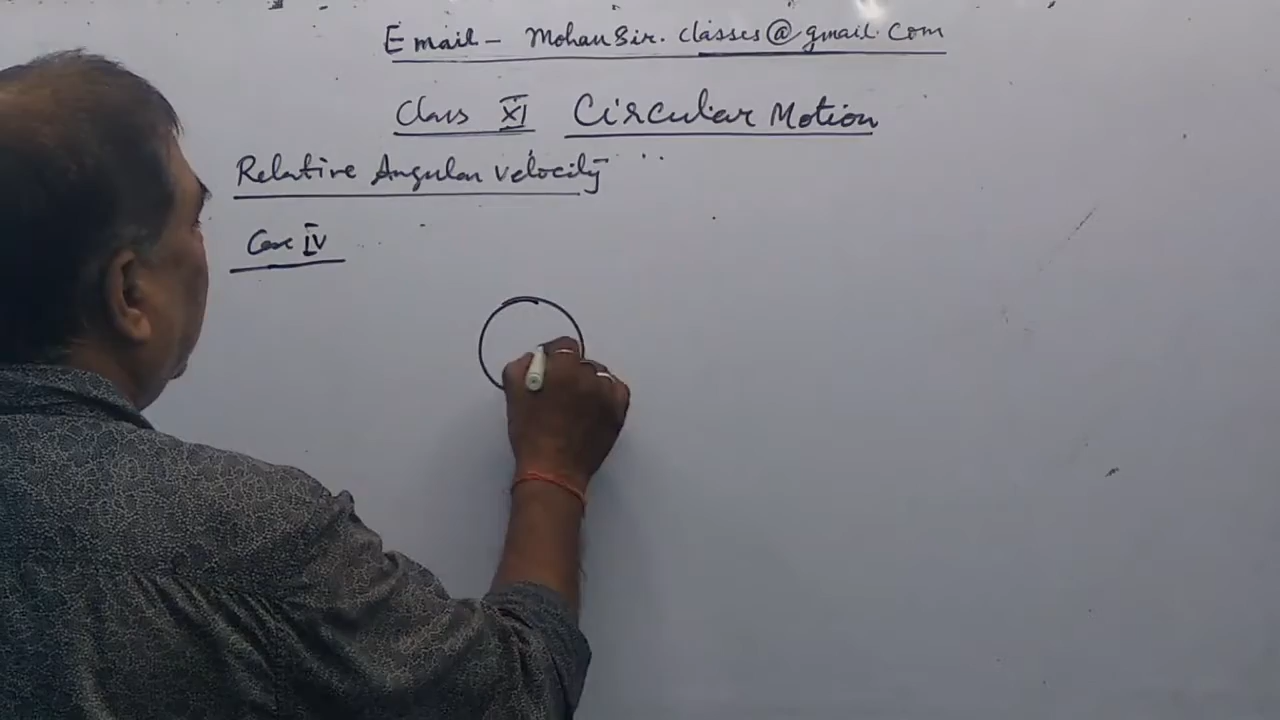 Email - MohanSir.classes@gmail.com
Class XI Circular Motion
Relative Angular velocity
Case IV